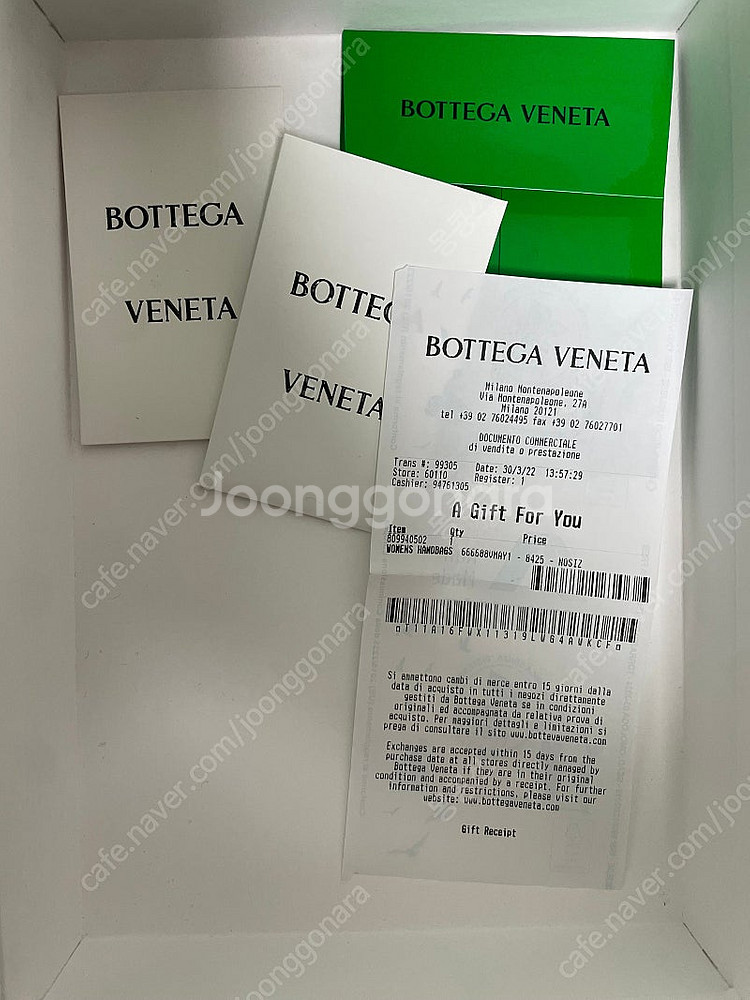 BOTTEGA VENETA
BOTTEGA
VENETA
BOTTEG
VENETA
BOTTEGA VENETA
Milano Montenapoleone
Via Montenapoleone, 27A
Milano 20121
tel +39 02 76024495 fax +39 02 76027701
DOCUMENTO COMMERCIALE
di vendita o prestazione
Trans #: 99305 Date: 30/3/22 13:57:29
Store: 60110 Register: 1
Cashier: 94761305
A Gift For You
Item Qty Price
809940502 1
WOMENS HANDBAGS 666688VMAY1 - 8425 - NOSIZ
Si ammettono cambi di merce entro 15 giorni dalla
data di acquisto in tutti i negozi direttamente
gestiti da Bottega Veneta se in condizioni
originali ed accompagnata da relativa prova di
acquisto. Per maggiori dettagli e limitazioni si
prega di consultare il sito www.bottevaveneta.com
Exchanges are accepted within 15 days from the
purchase date at all stores directly managed by
Bottega Veneta if they are in their original
condition and accompanied by a receipt. For further
information and restrictions, please visit our
website: www.bottegaveneta.com
Gift Receipt
Joonggonara
cafe.naver.com/joonggonara